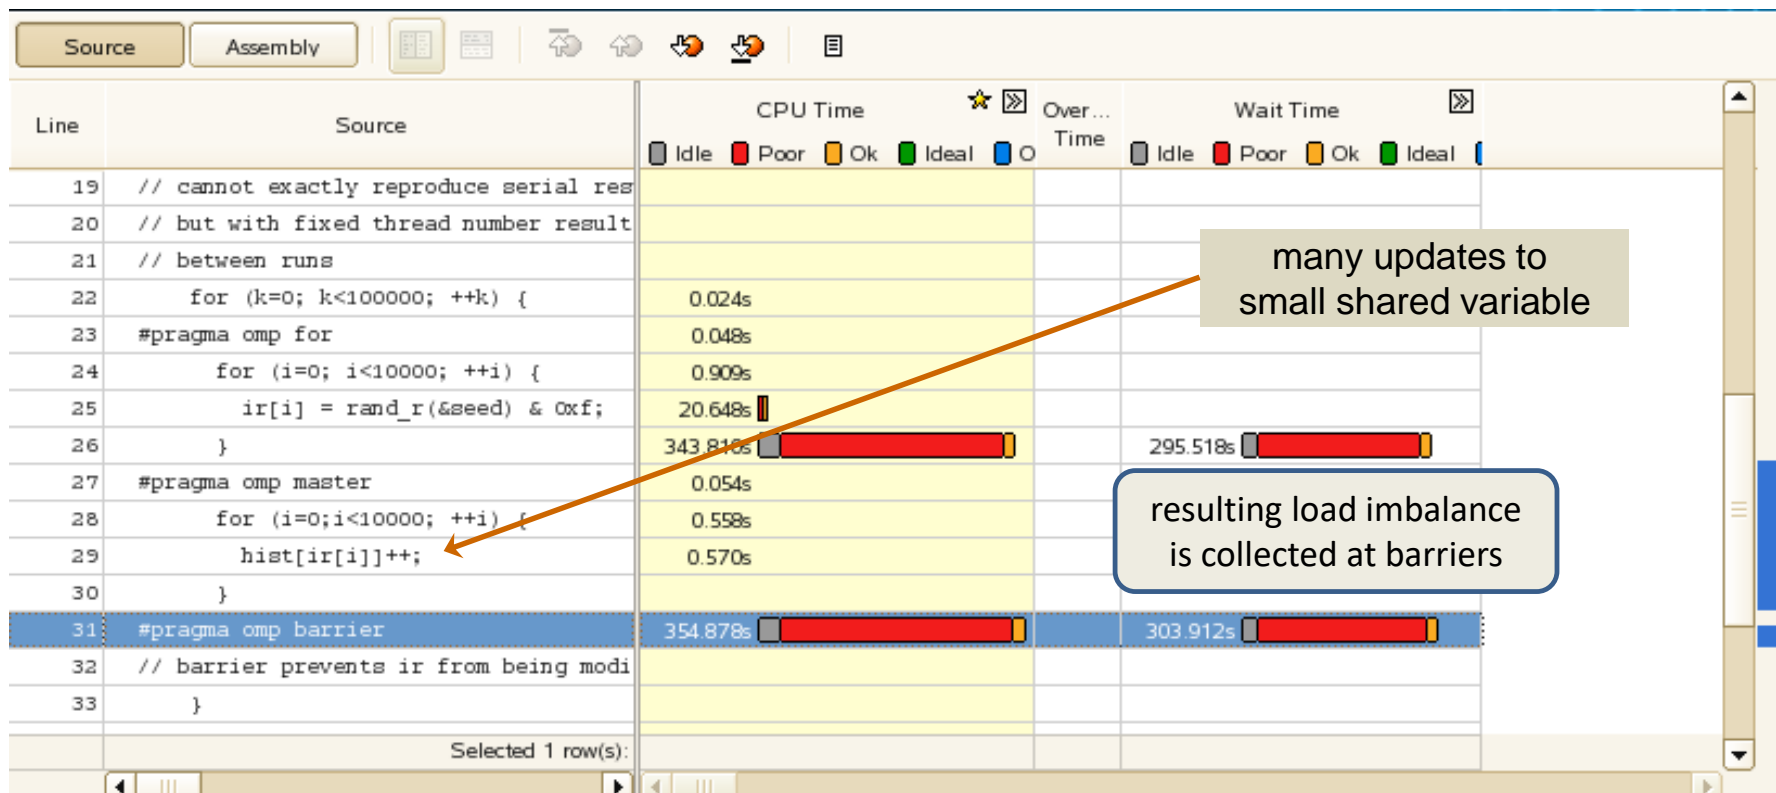 Source Assembly
Line Source CPU Time Over... Time Wait Time
Idle Poor Ok Ideal O Idle Poor Ok Ideal
19 // cannot exactly reproduce serial res
20 // but with fixed thread number result
21 // between runs
22 for (k=0; k<100000; ++k) { 0.024s
23 #pragma omp for 0.048s
24 for (i=0; i<10000; ++i) { 0.909s
25 ir[i] = rand_r(&seed) & 0xf; 20.648s
26 } 343.810s 295.518s
27 #pragma omp master 0.054s
28 for (i=0;i<10000; ++i) { 0.558s
29 hist[ir[i]]++; 0.570s
30 }
31 #pragma omp barrier 354.878s 303.912s
32 // barrier prevents ir from being modi
33 }
Selected 1 row(s):
many updates to
small shared variable
resulting load imbalance
is collected at barriers